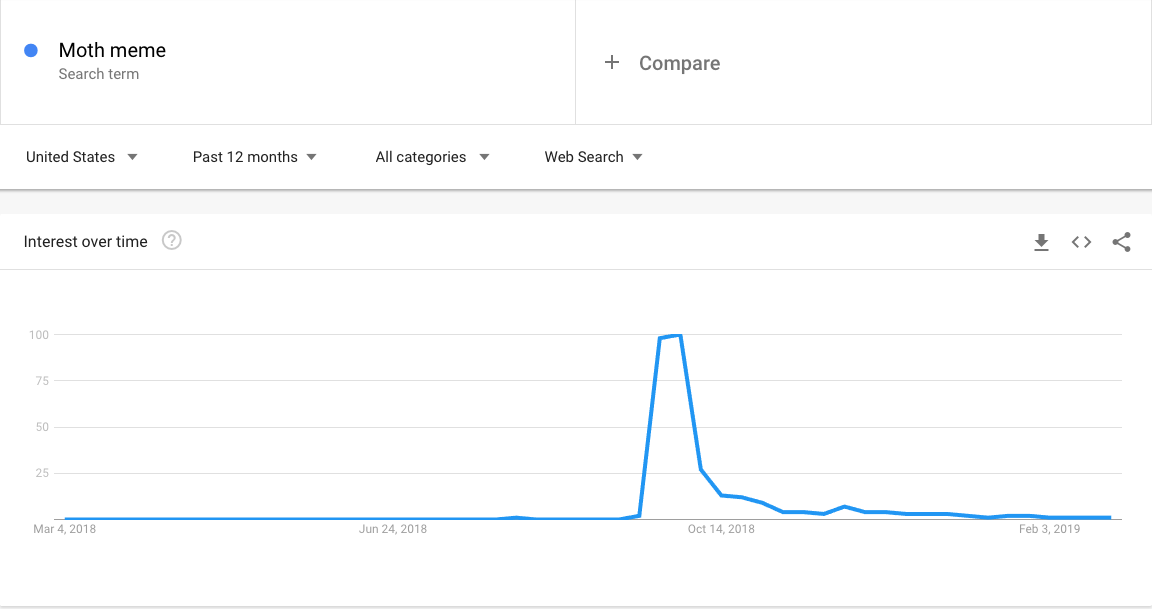 Moth meme
Search term
+ Compare
United States
Past 12 months
All categories
Web Search
Interest over time ?
100
75
50
25
Mar 4, 2018
Jun 24, 2018
Oct 14, 2018
Feb 3, 2019